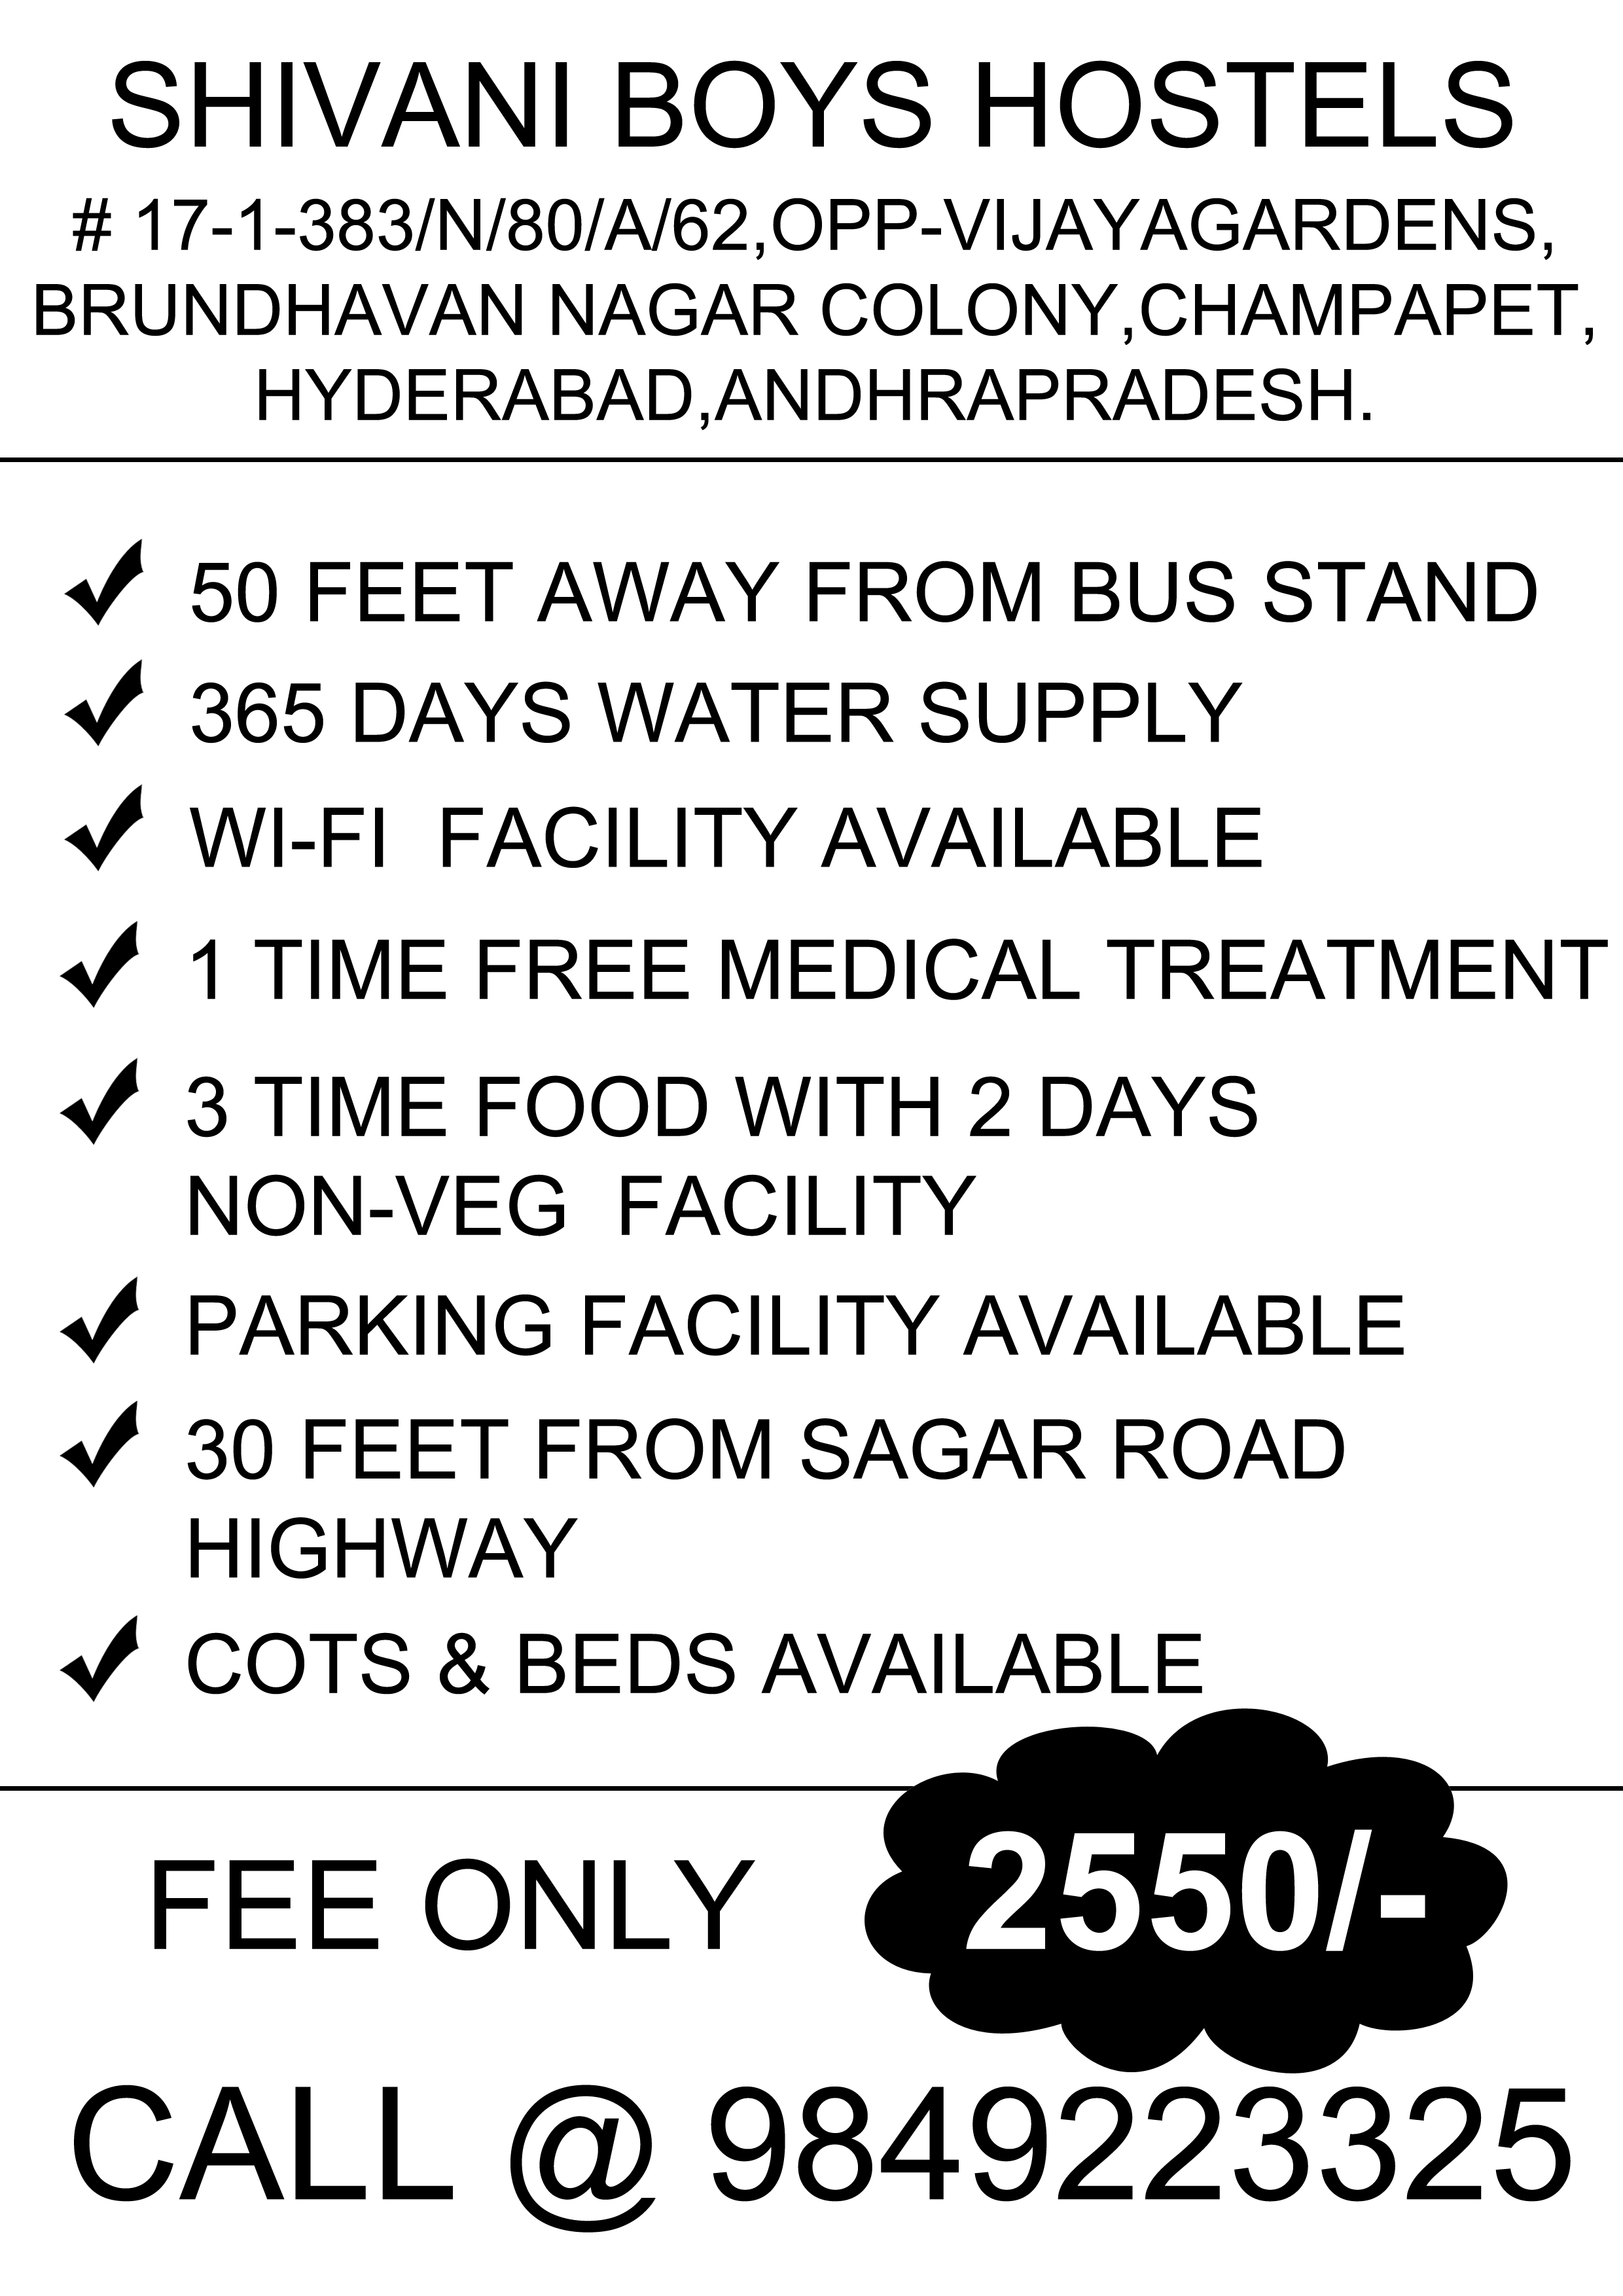 SHIVANI BOYS HOSTELS
# 17-1-383/N/80/A/62,OPP-VIJAYAGARDENS,
BRUNDHAVAN NAGAR COLONY,CHAMPAPET,
HYDERABAD,ANDHRAPRADESH.
50 FEET AWAY FROM BUS STAND
365 DAYS WATER SUPPLY
WI-FI FACILITY AVAILABLE
1 TIME FREE MEDICAL TREATMENT
3 TIME FOOD WITH 2 DAYS
NON-VEG FACILITY
PARKING FACILITY AVAILABLE
30 FEET FROM SAGAR ROAD
HIGHWAY
COTS & BEDS AVAILABLE
FEE ONLY 2550/-
CALL @ 9849223325